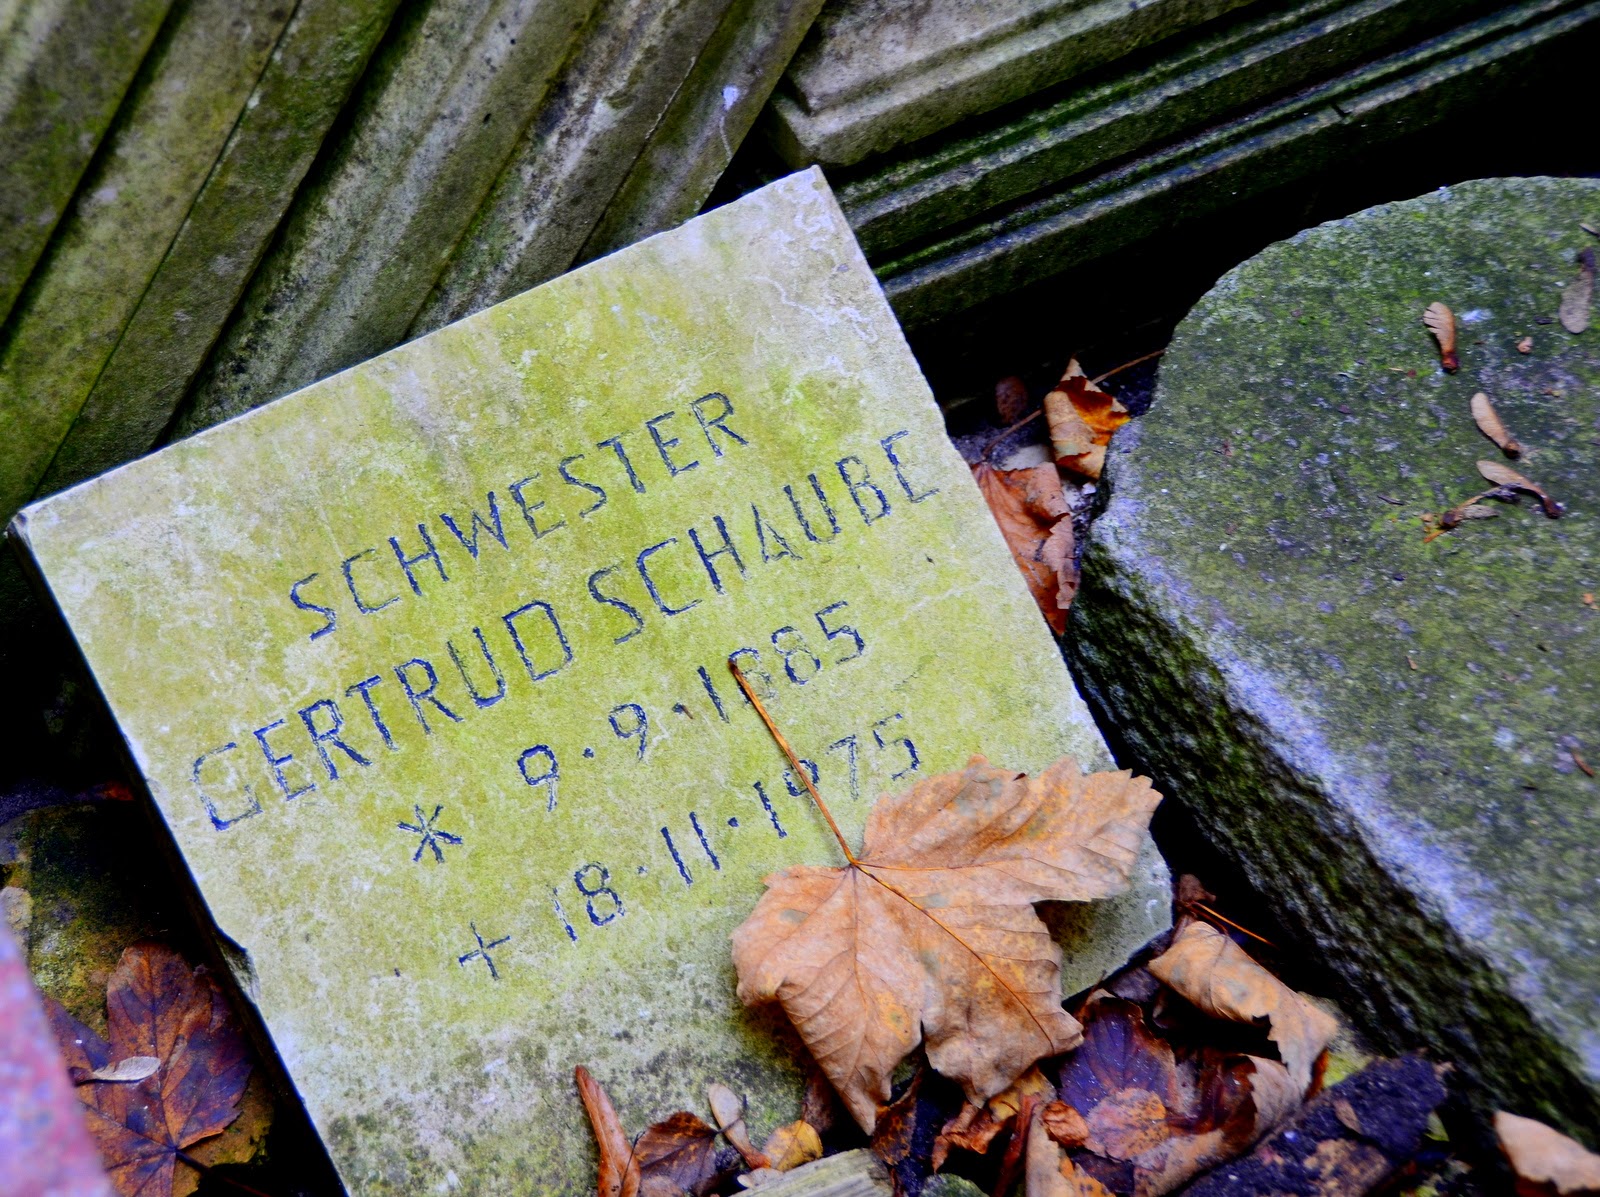 SCHWESTER
GERTRUD SCHAUBE
* 9·9·1885
+ 18·11·1975